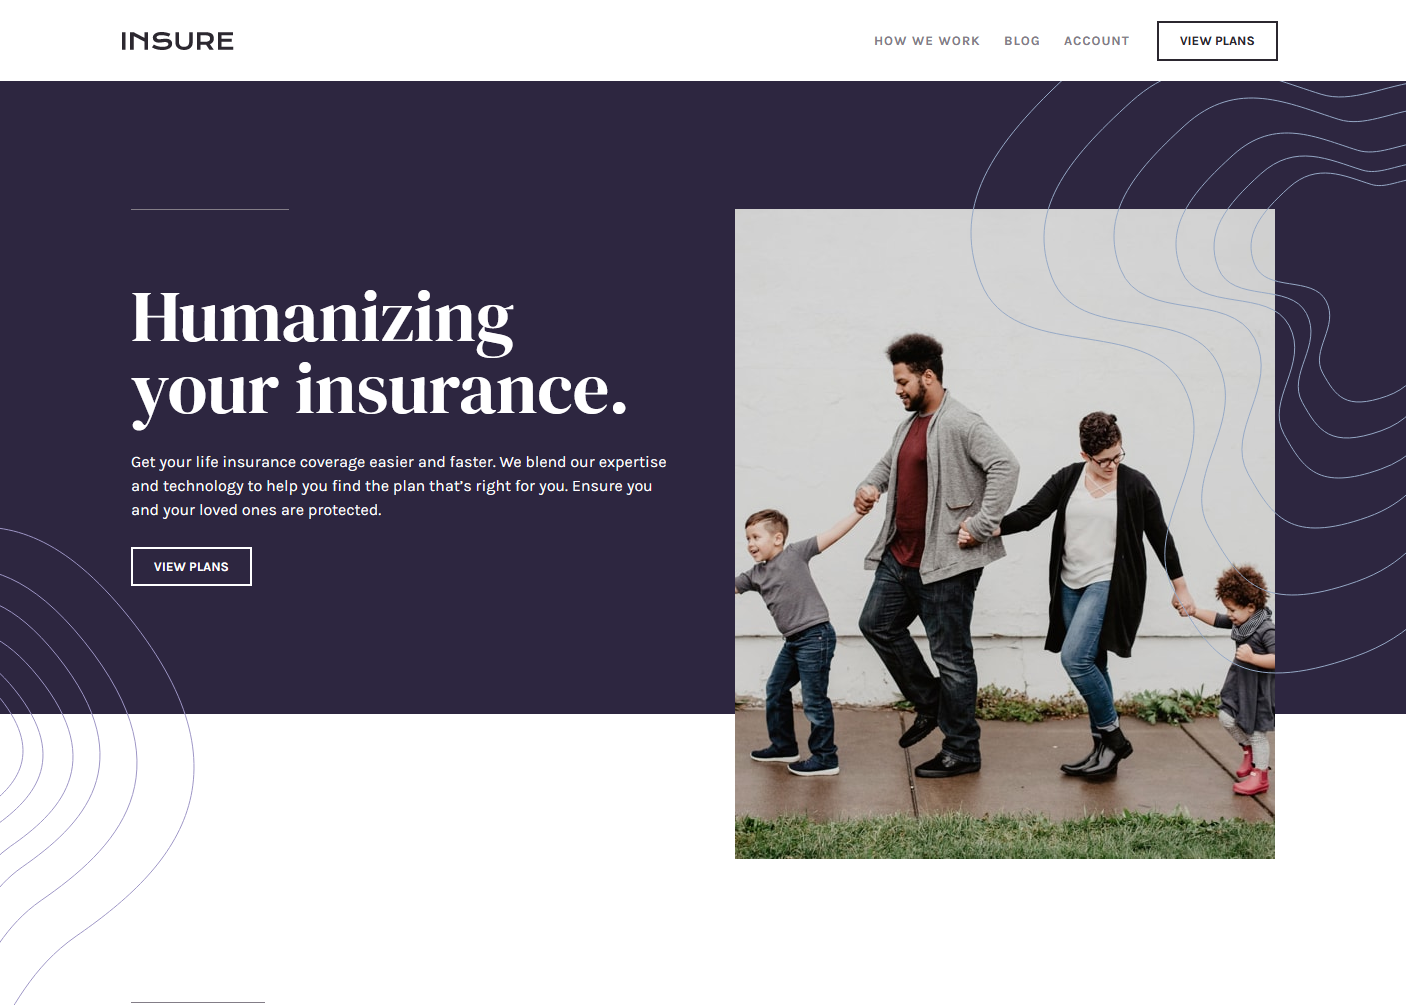 INSURE
HOW WE WORK
BLOG
ACCOUNT
VIEW PLANS
Humanizing
your insurance.
Get your life insurance coverage easier and faster. We blend our expertise
and technology to help you find the plan that's right for you. Ensure you
and your loved ones are protected.
VIEW PLANS